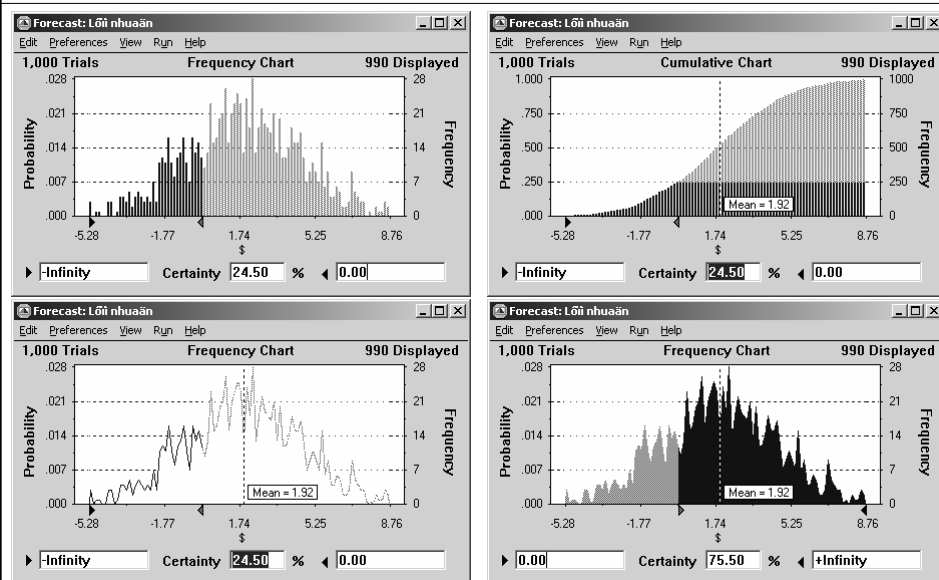 Forecast: Lôïi nhuaän
Edit Preferences View Run Help
1,000 Trials Frequency Chart 990 Displayed
.028
.021
.014
.007
.000
Probability
28
21
14
7
0
Frequency
-5.28 -1.77 1.74 5.25 8.76
$
-Infinity Certainty 24.50 % 0.00
Forecast: Lôïi nhuaän
Edit Preferences View Run Help
1,000 Trials Cumulative Chart 990 Displayed
1.000
.750
.500
.250
.000
Probability
1000
750
500
250
0
Frequency
Mean = 1.92
-5.28 -1.77 1.74 5.25 8.76
$
-Infinity Certainty 24.50 % 0.00
Forecast: Lôïi nhuaän
Edit Preferences View Run Help
1,000 Trials Frequency Chart 990 Displayed
.028
.021
.014
.007
.000
Probability
28
21
14
7
0
Frequency
Mean = 1.92
-5.28 -1.77 1.74 5.25 8.76
$
-Infinity Certainty 24.50 % 0.00
Forecast: Lôïi nhuaän
Edit Preferences View Run Help
1,000 Trials Frequency Chart 990 Displayed
.028
.021
.014
.007
.000
Probability
28
21
14
7
0
Frequency
Mean = 1.92
-5.28 -1.77 1.74 5.25 8.76
$
0.00 Certainty 75.50 % +Infinity